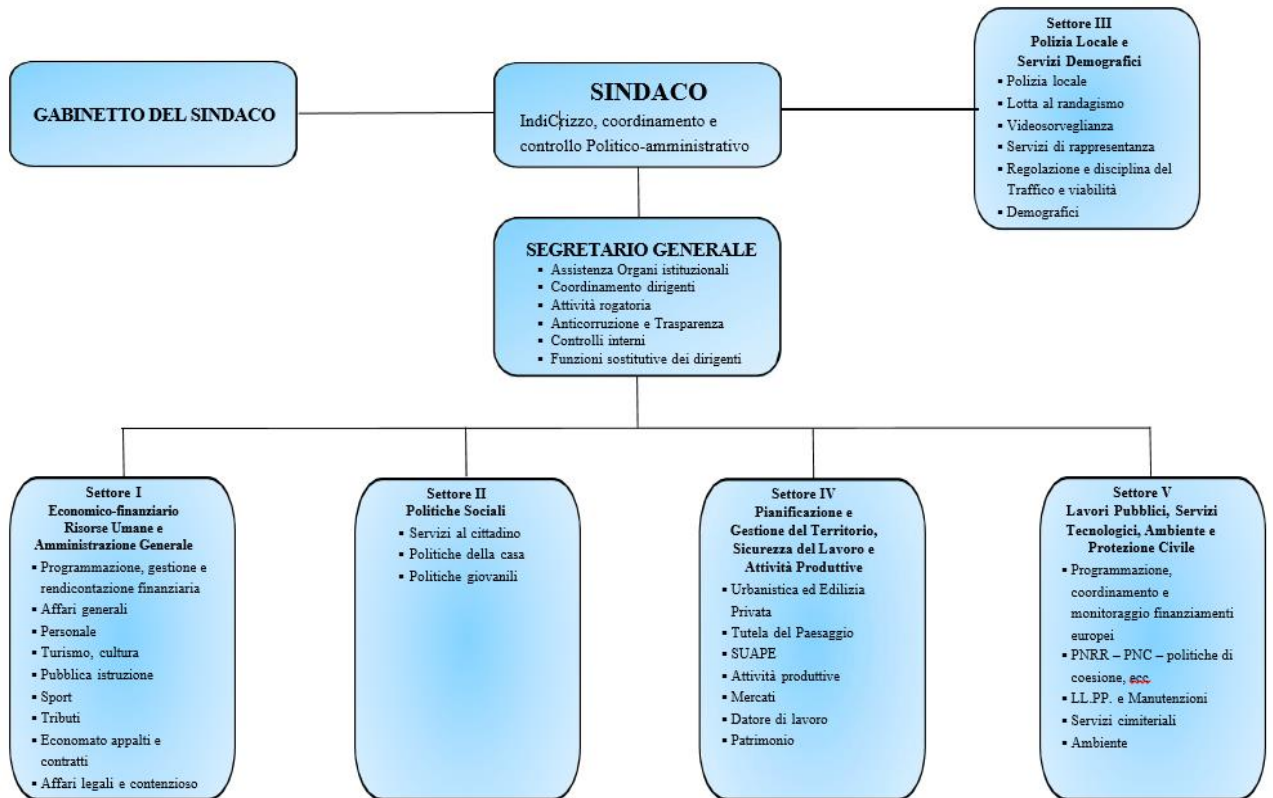 GABINETTO DEL SINDACO
SINDACO
IndiCrizzo, coordinamento e
controllo Politico-amministrativo
Settore III
Polizia Locale e
Servizi Demografici
▪ Polizia locale
▪ Lotta al randagismo
▪ Videosorveglianza
▪ Servizi di rappresentanza
▪ Regolazione e disciplina del
Traffico e viabilità
▪ Demografici
SEGRETARIO GENERALE
▪ Assistenza Organi istituzionali
▪ Coordinamento dirigenti
▪ Attività rogatoria
▪ Anticorruzione e Trasparenza
▪ Controlli interni
▪ Funzioni sostitutive dei dirigenti
Settore I
Economico-finanziario
Risorse Umane e
Amministrazione Generale
▪ Programmazione, gestione e
rendicontazione finanziaria
▪ Affari generali
▪ Personale
▪ Turismo, cultura
▪ Pubblica istruzione
▪ Sport
▪ Tributi
▪ Economato appalti e
contratti
▪ Affari legali e contenzioso
Settore II
Politiche Sociali
▪ Servizi al cittadino
▪ Politiche della casa
▪ Politiche giovanili
Settore IV
Pianificazione e
Gestione del Territorio,
Sicurezza del Lavoro e
Attività Produttive
▪ Urbanistica ed Edilizia
Privata
▪ Tutela del Paesaggio
▪ SUAPE
▪ Attività produttive
▪ Mercati
▪ Datore di lavoro
▪ Patrimonio
Settore V
Lavori Pubblici, Servizi
Tecnologici, Ambiente e
Protezione Civile
▪ Programmazione,
coordinamento e
monitoraggio finanziamenti
europei
▪ PNRR – PNC – politiche di
coesione, ecc.
▪ LL.PP. e Manutenzioni
▪ Servizi cimiteriali
▪ Ambiente